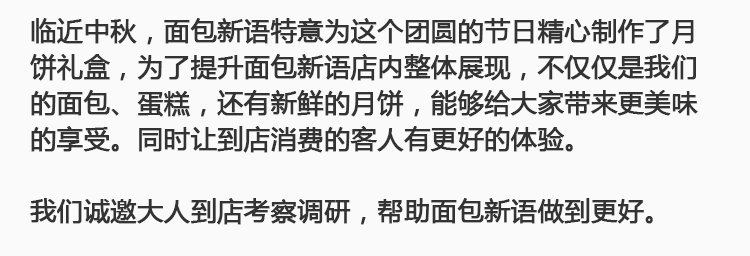 临近中秋，面包新语特意为这个团圆的节日精心制作了月
饼礼盒，为了提升面包新语店内整体展现，不仅仅是我们
的面包、蛋糕，还有新鲜的月饼，能够给大家带来更美味
的享受。同时让到店消费的客人有更好的体验。
我们诚邀大人到店考察调研，帮助面包新语做到更好。